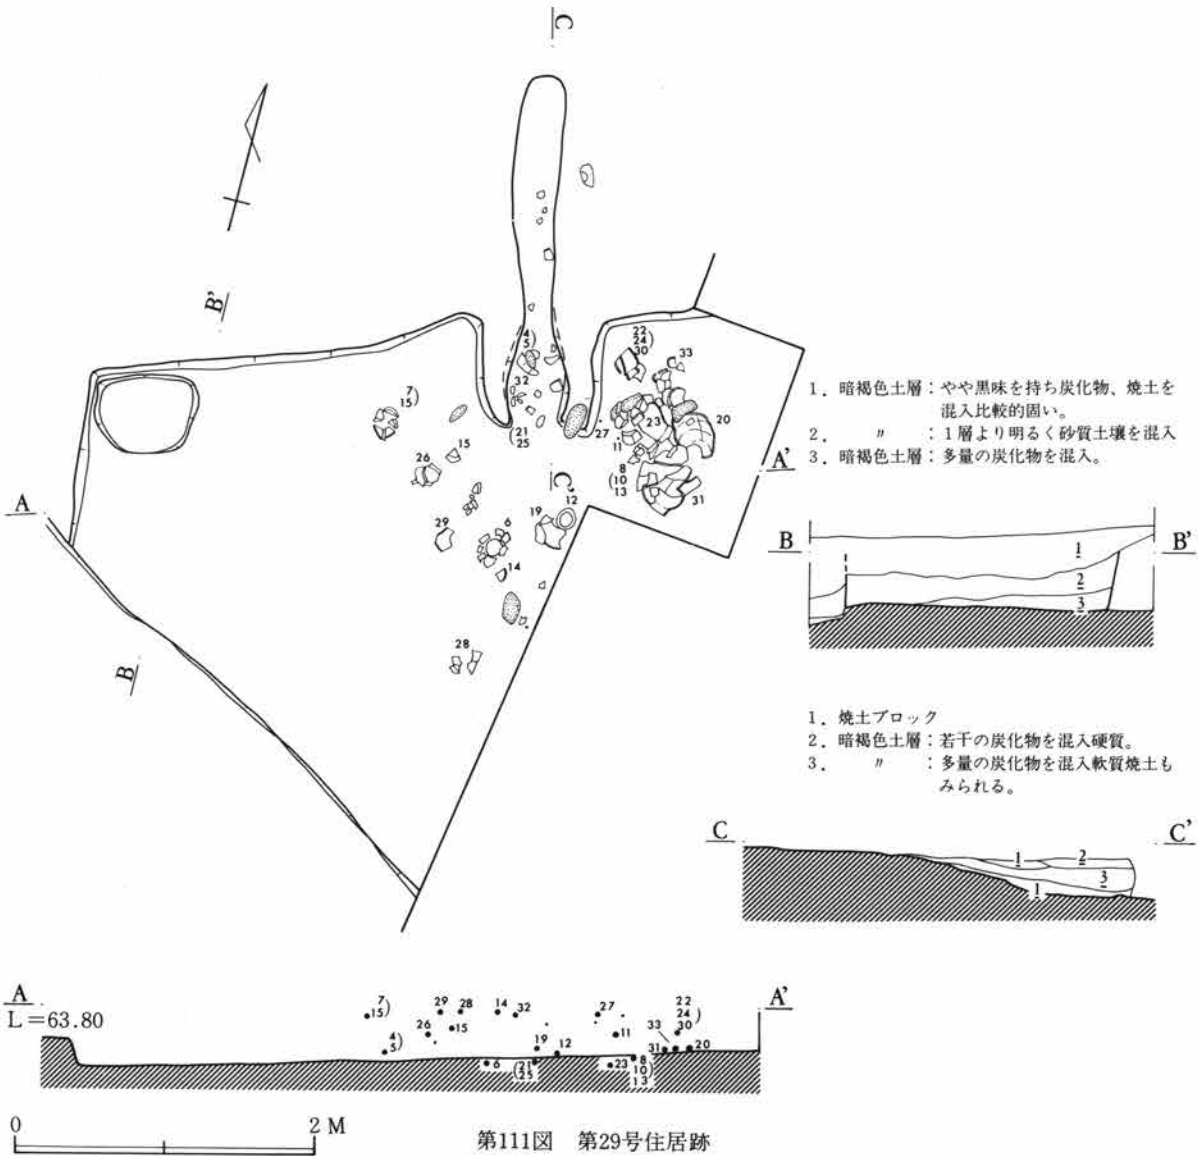 C
B'
4
5)
22
24)
30
33
32
7
15)
(21
25
27
23
20
11
15
26
8
(10
13
31
A'
C'
12
19
29
6
14
28
A
B
1. 暗褐色土層：やや黒味を持ち炭化物、焼土を
混入比較的固い。
2. 〃 ：1層より明るく砂質土壌を混入
3. 暗褐色土層：多量の炭化物を混入。
B B'
1
2
3
1. 焼土ブロック
2. 暗褐色土層：若干の炭化物を混入硬質。
3. 〃 ：多量の炭化物を混入軟質焼土も
みられる。
C C'
1 2
3
1
A A'
L＝63.80
7
15)
29 28 14 32 27
22
24)
30
26 15 11 33
4
5)
19 12 31 20
6 (21
25
23 8
10)
13
0 2 M
第111図 第29号住居跡